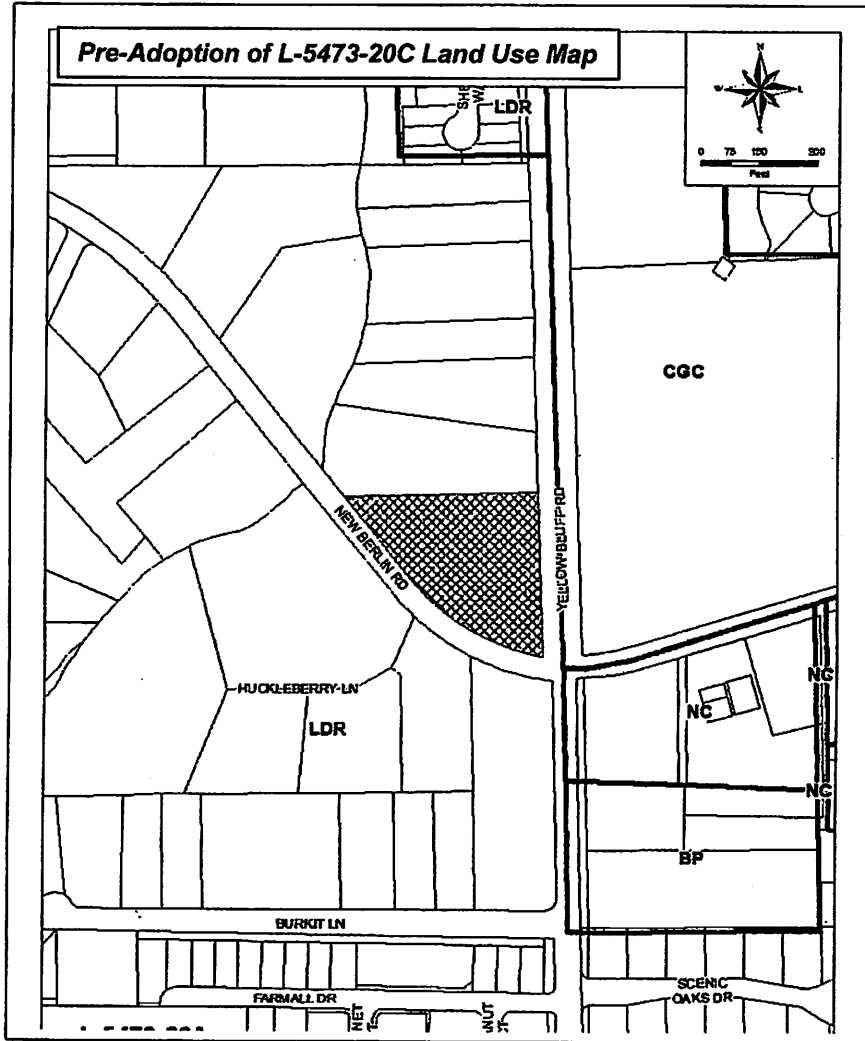 Pre-Adoption of L-5473-20C Land Use Map
N
W
0 75 150 300
Feet
LDR
CGC
NEW BERLIN RD
YELLOW BLUFF RD
HUCKLEBERRY LN
LDR
NC
NC
NC
BP
BURKIT LN
FARMALL DR
SCENIC
OAKS DR